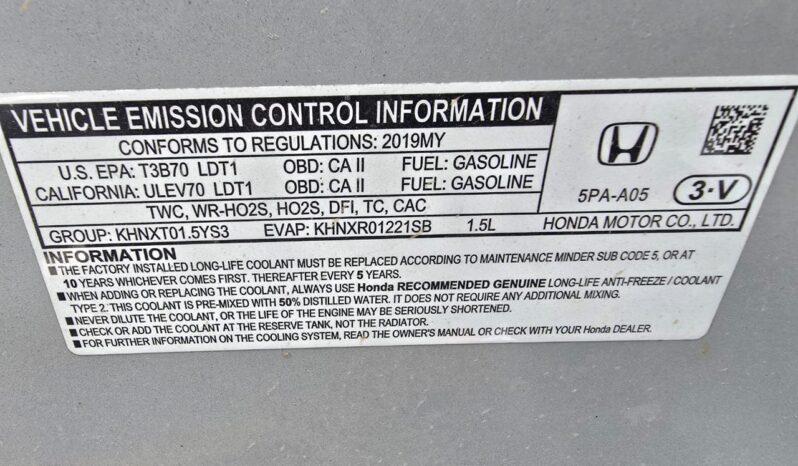 VEHICLE EMISSION CONTROL INFORMATION
CONFORMS TO REGULATIONS: 2019MY
U.S. EPA: T3B70 LDT1 OBD: CA II FUEL: GASOLINE
CALIFORNIA: ULEV70 LDT1 OBD: CA II FUEL: GASOLINE
TWC, WR-HO2S, HO2S, DFI, TC, CAC
GROUP: KHNXT01.5YS3 EVAP: KHNXR01221SB 1.5L
5PA-A05 3·V
HONDA MOTOR CO., LTD.
INFORMATION
■THE FACTORY INSTALLED LONG-LIFE COOLANT MUST BE REPLACED ACCORDING TO MAINTENANCE MINDER SUB CODE 5, OR AT
10 YEARS WHICHEVER COMES FIRST. THEREAFTER EVERY 5 YEARS.
■WHEN ADDING OR REPLACING THE COOLANT, ALWAYS USE Honda RECOMMENDED GENUINE LONG-LIFE ANTI-FREEZE / COOLANT
TYPE 2. THIS COOLANT IS PRE-MIXED WITH 50% DISTILLED WATER. IT DOES NOT REQUIRE ANY ADDITIONAL MIXING.
■NEVER DILUTE THE COOLANT, OR THE LIFE OF THE ENGINE MAY BE SERIOUSLY SHORTENED.
■CHECK OR ADD THE COOLANT AT THE RESERVE TANK, NOT THE RADIATOR.
■FOR FURTHER INFORMATION ON THE COOLING SYSTEM, READ THE OWNER'S MANUAL OR CHECK WITH YOUR Honda DEALER.